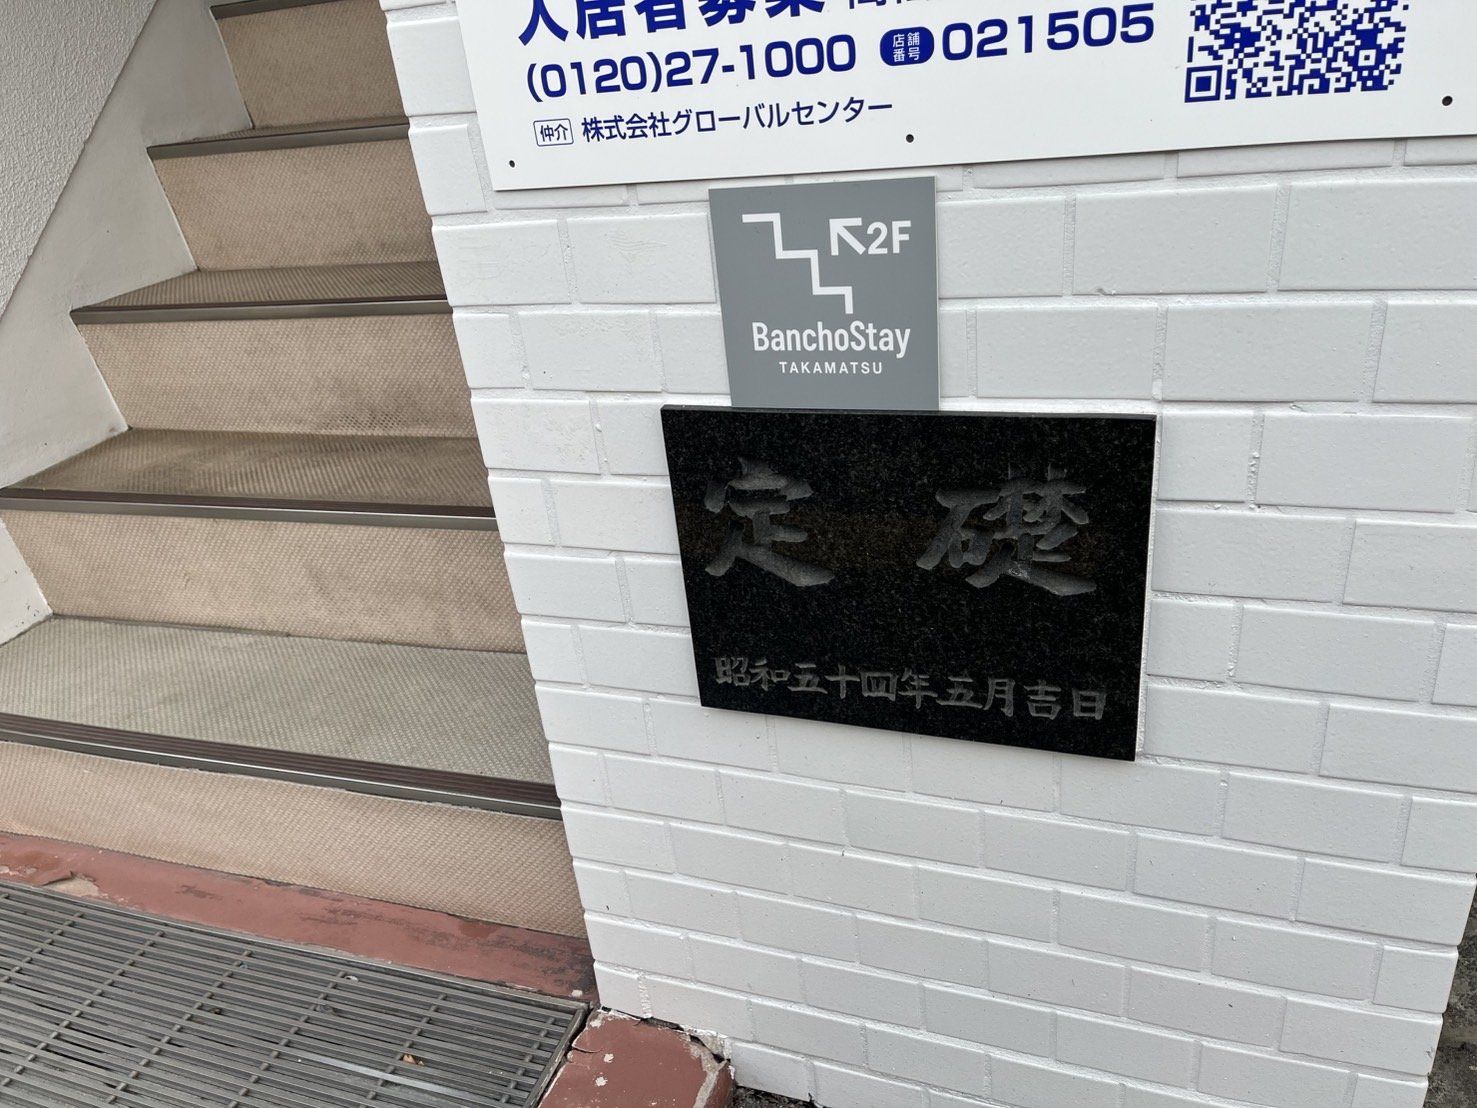 入居者募集
(0120)27-1000 店舗番号 021505
仲介 株式会社グローバルセンター
2F
BanchoStay
TAKAMATSU
定礎
昭和五十四年五月吉日